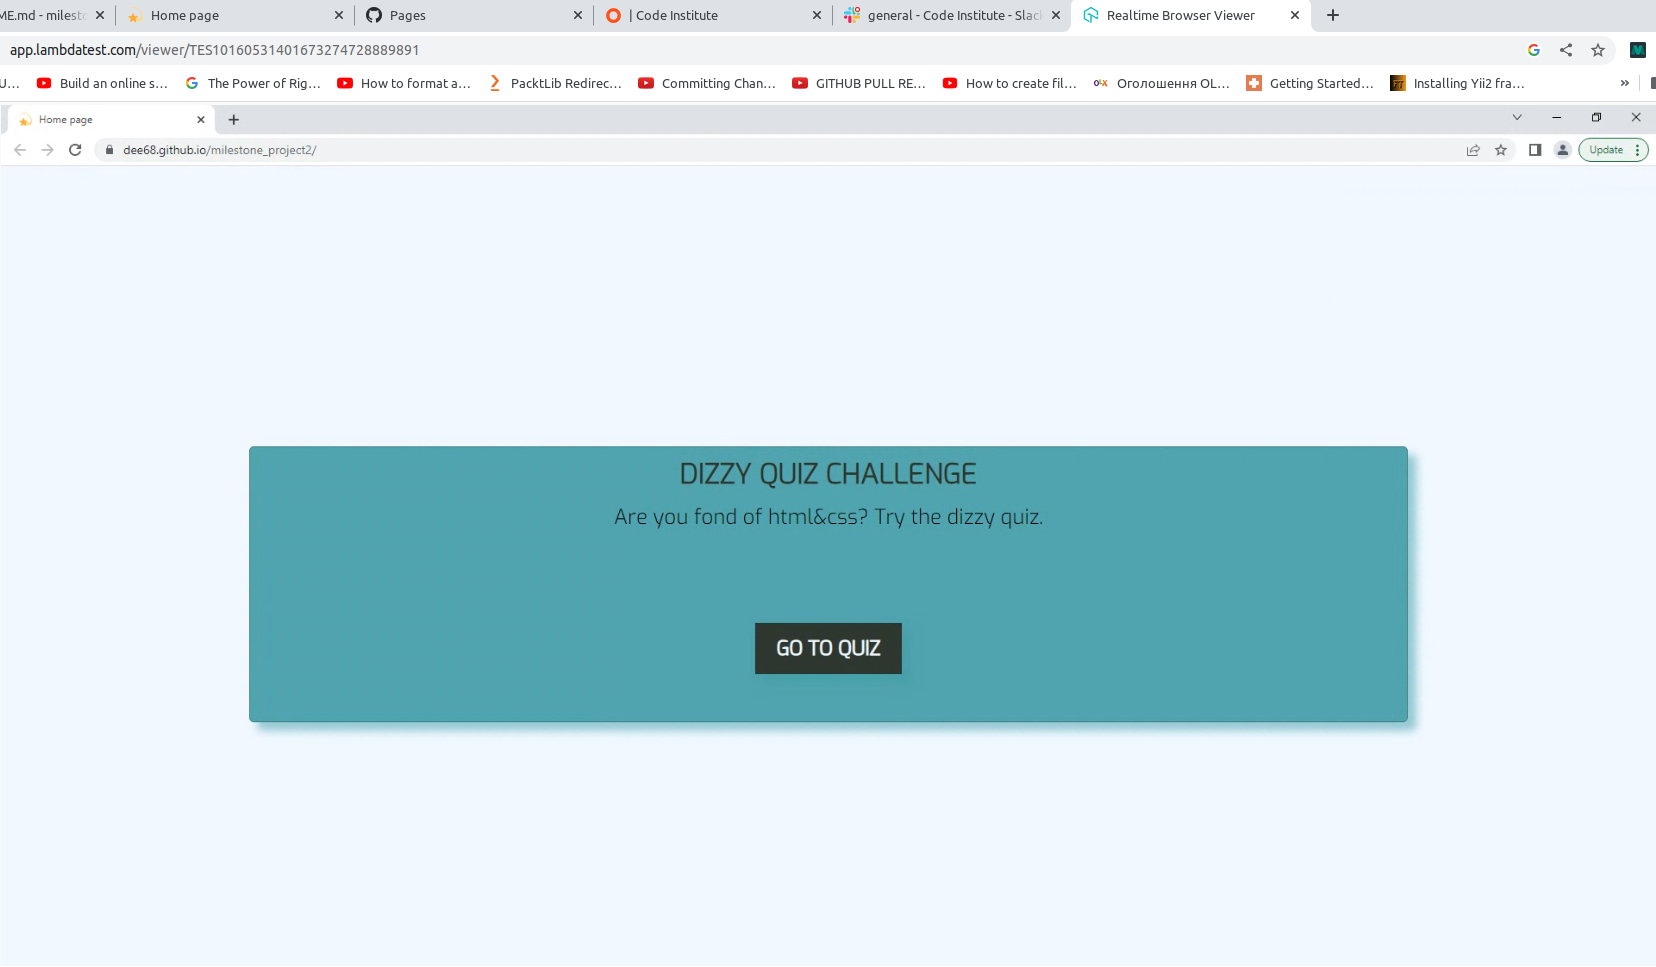 ME.md - milest
Home page
Pages
| Code Institute
general - Code Institute - Slack
Realtime Browser Viewer
app.lambdatest.com/viewer/TES10160531401673274728889891
U...
Build an online s...
The Power of Rig...
How to format a...
PacktLib Redirec...
Committing Chan...
GITHUB PULL RE...
How to create fil...
OLX
Оголошення OL...
Getting Started...
Installing Yii2 fra...
»
Home page
dee68.github.io/milestone_project2/
Update
DIZZY QUIZ CHALLENGE
Are you fond of html&css? Try the dizzy quiz.
GO TO QUIZ